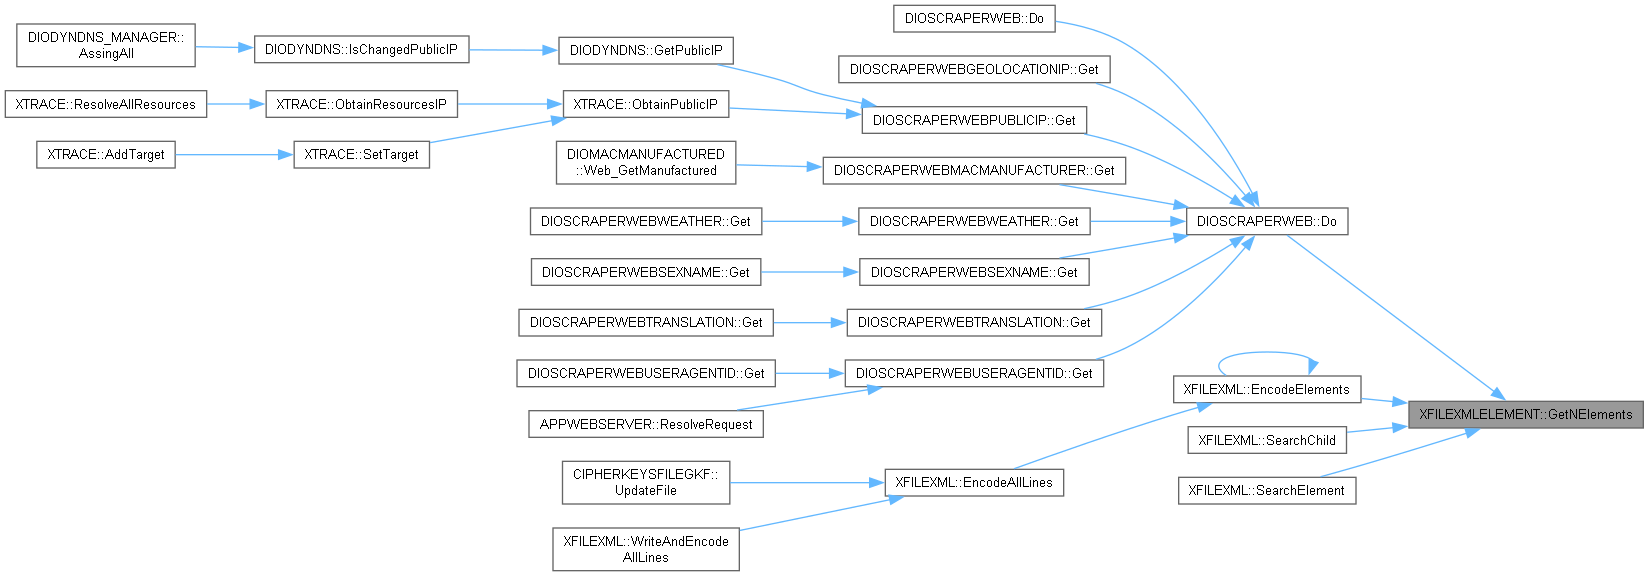 DIOSCRAPERWEB::Do
DIODYNDNS_MANAGER::
AssingAll
DIODYNDNS::IsChangedPublicIP
DIODYNDNS::GetPublicIP
DIOSCRAPERWEBGEOLOCATIONIP::Get
XTRACE::ResolveAllResources
XTRACE::ObtainResourcesIP
XTRACE::ObtainPublicIP
DIOSCRAPERWEBPUBLICIP::Get
XTRACE::AddTarget
XTRACE::SetTarget
DIOMACMANUFACTURED
::Web_GetManufactured
DIOSCRAPERWEBMACMANUFACTURER::Get
DIOSCRAPERWEBWEATHER::Get
DIOSCRAPERWEBWEATHER::Get
DIOSCRAPERWEB::Do
DIOSCRAPERWEBSEXNAME::Get
DIOSCRAPERWEBSEXNAME::Get
DIOSCRAPERWEBTRANSLATION::Get
DIOSCRAPERWEBTRANSLATION::Get
DIOSCRAPERWEBUSERAGENTID::Get
DIOSCRAPERWEBUSERAGENTID::Get
XFILEXML::EncodeElements
XFILEXMLELEMENT::GetNElements
APPWEBSERVER::ResolveRequest
XFILEXML::SearchChild
CIPHERKEYSFILEGKF::
UpdateFile
XFILEXML::EncodeAllLines
XFILEXML::SearchElement
XFILEXML::WriteAndEncode
AllLines